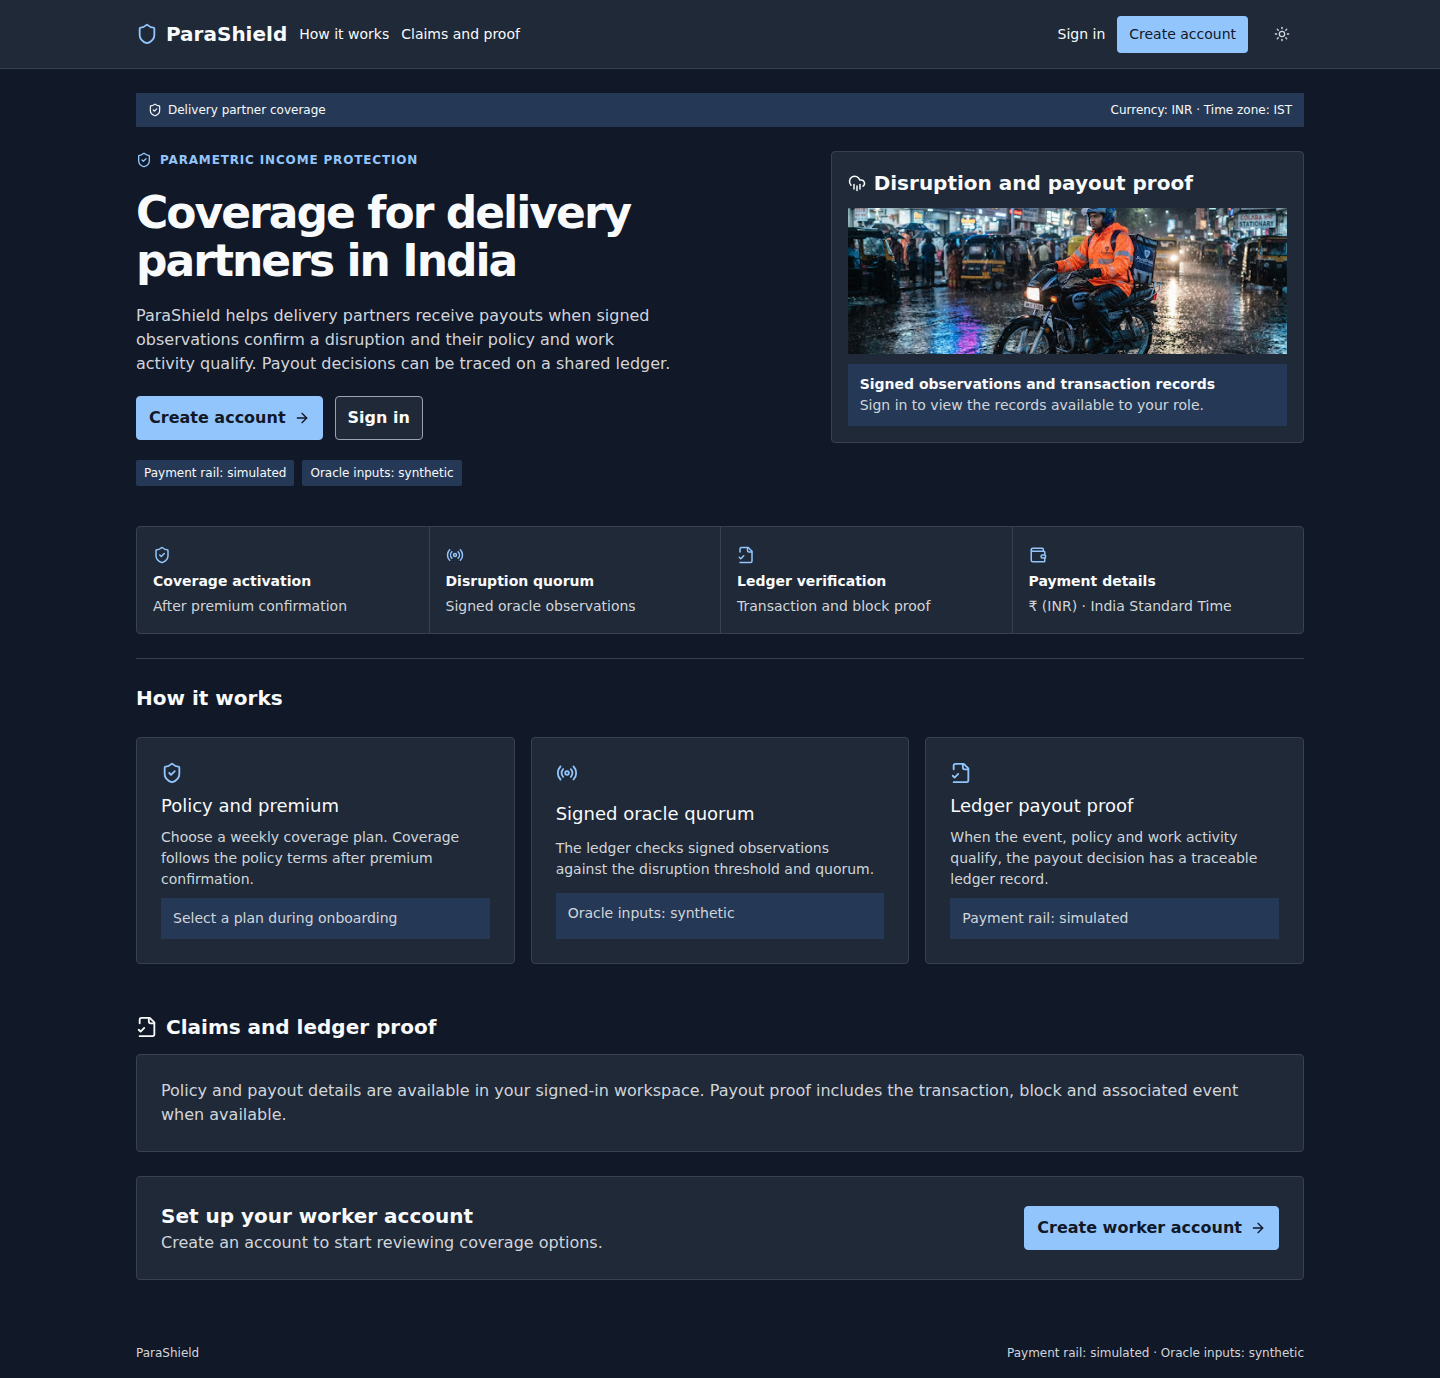 ParaShield How it works Claims and proof Sign in Create account
Delivery partner coverage Currency: INR · Time zone: IST
PARAMETRIC INCOME PROTECTION
Coverage for delivery
partners in India
ParaShield helps delivery partners receive payouts when signed
observations confirm a disruption and their policy and work
activity qualify. Payout decisions can be traced on a shared ledger.
Create account Sign in
Payment rail: simulated Oracle inputs: synthetic
Disruption and payout proof
STATIONARY
Signed observations and transaction records
Sign in to view the records available to your role.
Coverage activation
After premium confirmation
Disruption quorum
Signed oracle observations
Ledger verification
Transaction and block proof
Payment details
₹ (INR) · India Standard Time
How it works
Policy and premium
Choose a weekly coverage plan. Coverage
follows the policy terms after premium
confirmation.
Select a plan during onboarding
Signed oracle quorum
The ledger checks signed observations
against the disruption threshold and quorum.
Oracle inputs: synthetic
Ledger payout proof
When the event, policy and work activity
qualify, the payout decision has a traceable
ledger record.
Payment rail: simulated
Claims and ledger proof
Policy and payout details are available in your signed-in workspace. Payout proof includes the transaction, block and associated event
when available.
Set up your worker account
Create an account to start reviewing coverage options.
Create worker account
ParaShield Payment rail: simulated · Oracle inputs: synthetic